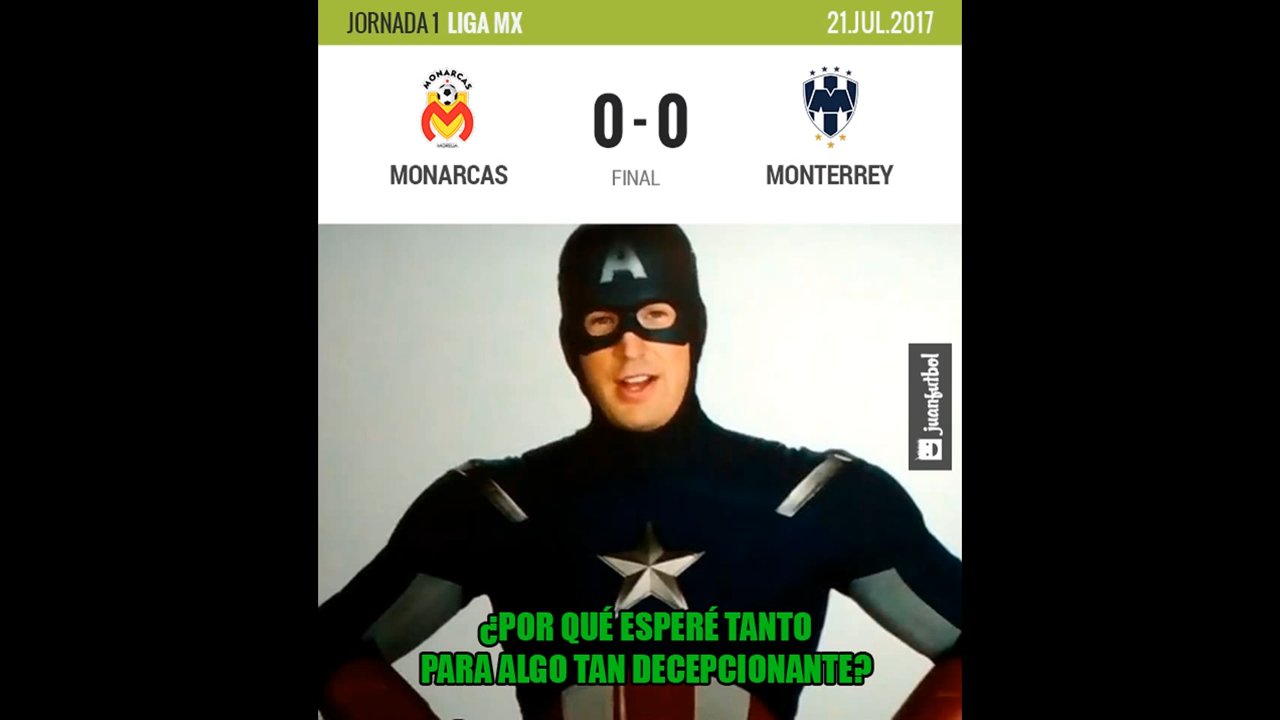 JORNADA 1 LIGA MX 21.JUL.2017
MONARCAS
MORELIA
0 - 0
MONARCAS FINAL MONTERREY
A
juanfutbol
¿POR QUÉ ESPERÉ TANTO
PARA ALGO TAN DECEPCIONANTE?